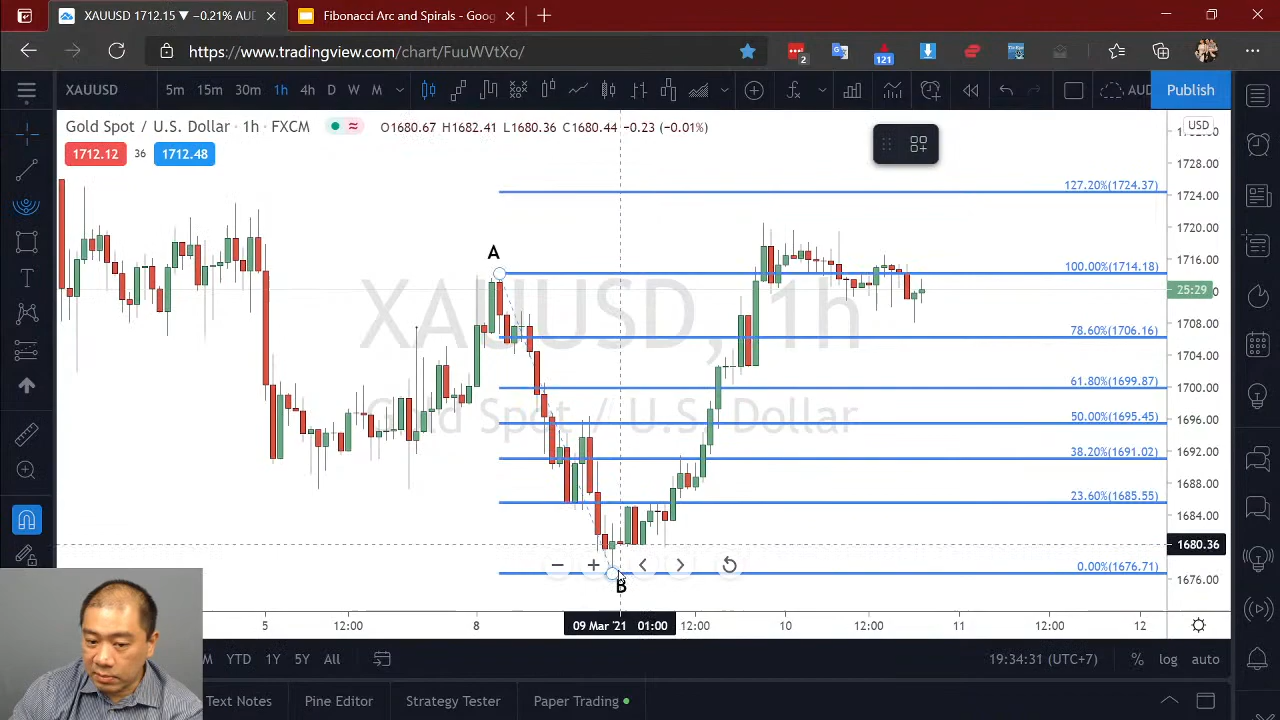 XAUUSD 1712.15 ▼ −0.21% AU
Fibonacci Arc and Spirals - Goog
https://www.tradingview.com/chart/FuuWVtXo/
2
121
XAUUSD
5m 15m 30m 1h 4h D W M
AUD
Publish
Gold Spot / U.S. Dollar · 1h · FXCM
O1680.67 H1682.41 L1680.36 C1680.44 −0.23 (−0.01%)
USD
1712.12 36 1712.48
1728.00
127.20%(1724.37)
1724.00
1720.00
A
1716.00
100.00%(1714.18)
25:29
XAUUSD, 1h
1708.00
78.60%(1706.16)
1704.00
61.80%(1699.87)
1700.00
Gold Spot / U.S. Dollar
50.00%(1695.45)
1696.00
38.20%(1691.02)
1692.00
1688.00
23.60%(1685.55)
1684.00
1680.36
0.00%(1676.71)
1676.00
B
5 12:00 8 09 Mar '21 01:00 12:00 10 12:00 11 12:00 12
M YTD 1Y 5Y All
19:34:31 (UTC+7) % log auto
Text Notes Pine Editor Strategy Tester Paper Trading